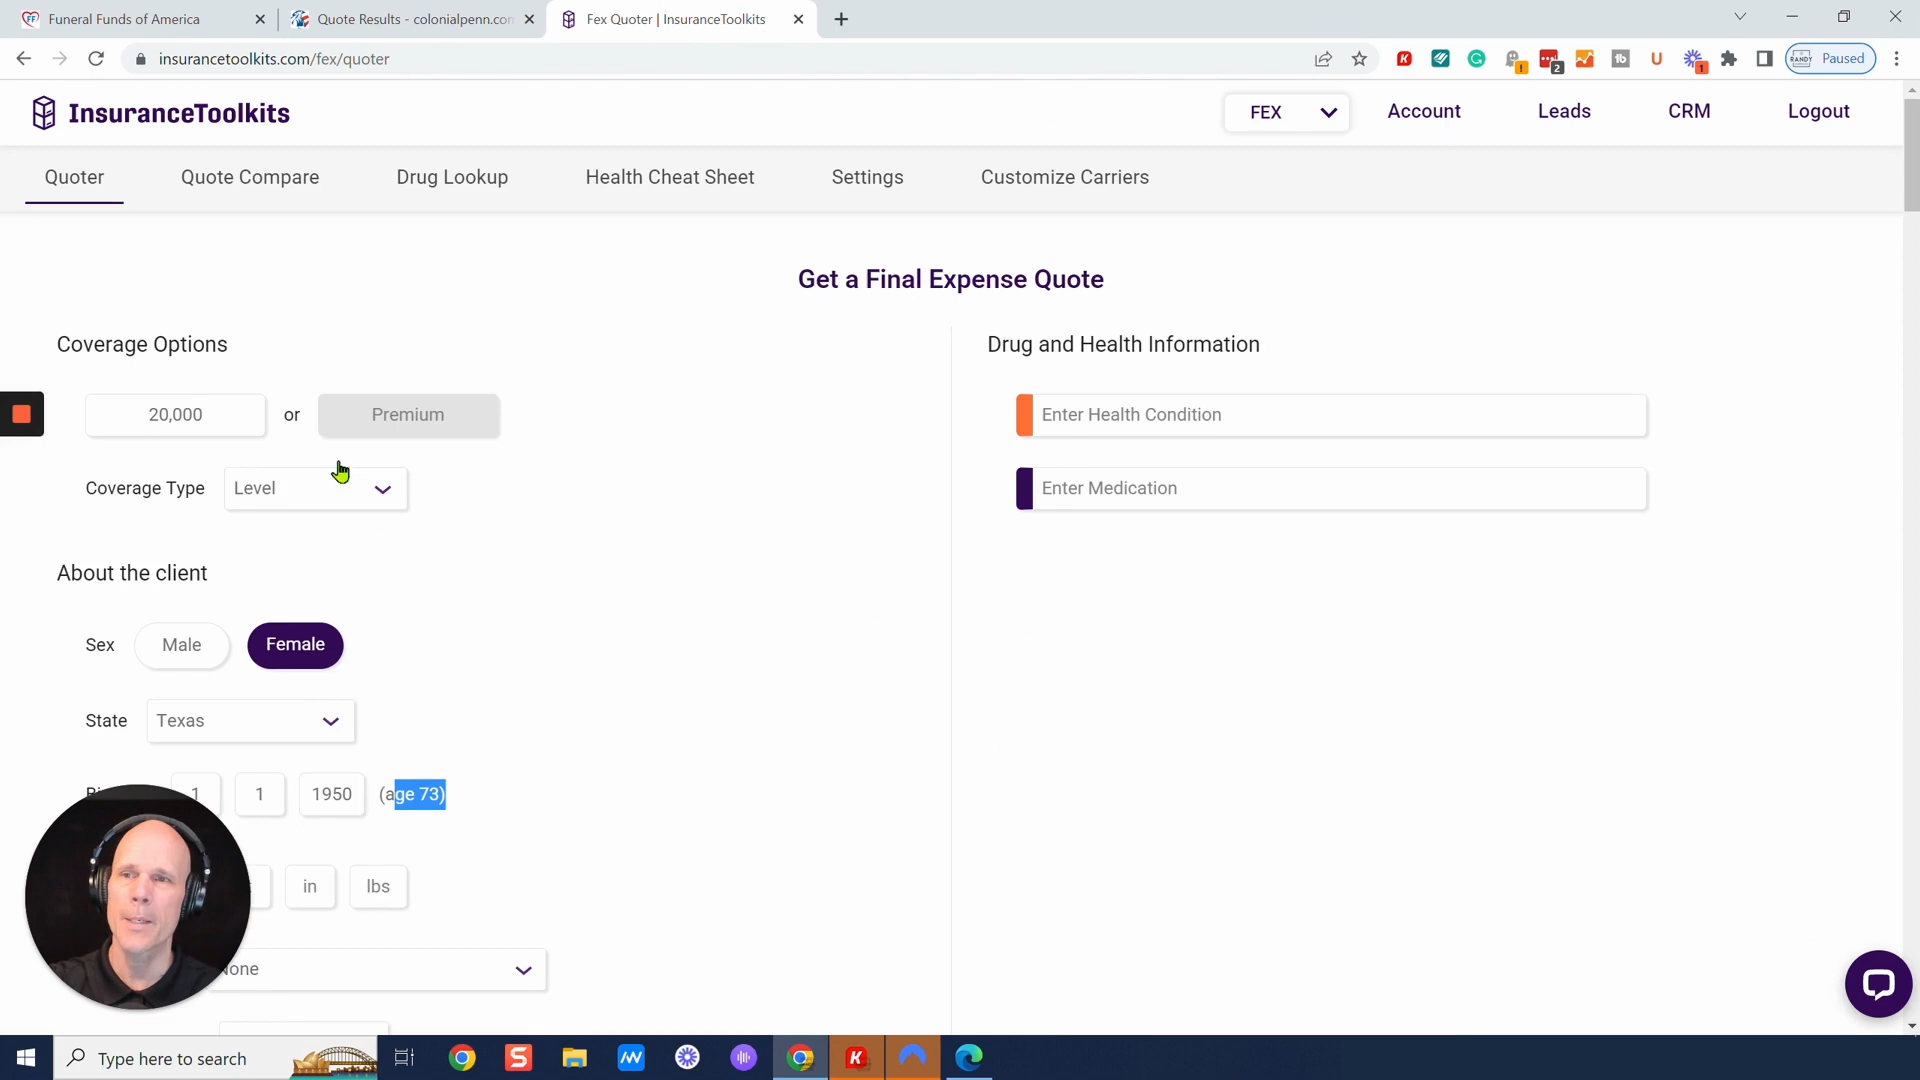 Funeral Funds of America
Quote Results - colonialpenn.com
Fex Quoter | InsuranceToolkits
insurancetoolkits.com/fex/quoter
RANDY Paused
InsuranceToolkits
FEX
Account
Leads
CRM
Logout
Quoter
Quote Compare
Drug Lookup
Health Cheat Sheet
Settings
Customize Carriers
Get a Final Expense Quote
Coverage Options
20,000
or
Premium
Coverage Type
Level
About the client
Sex
Male
Female
State
Texas
1
1
1950
(age 73)
in
lbs
None
Drug and Health Information
Enter Health Condition
Enter Medication
Type here to search